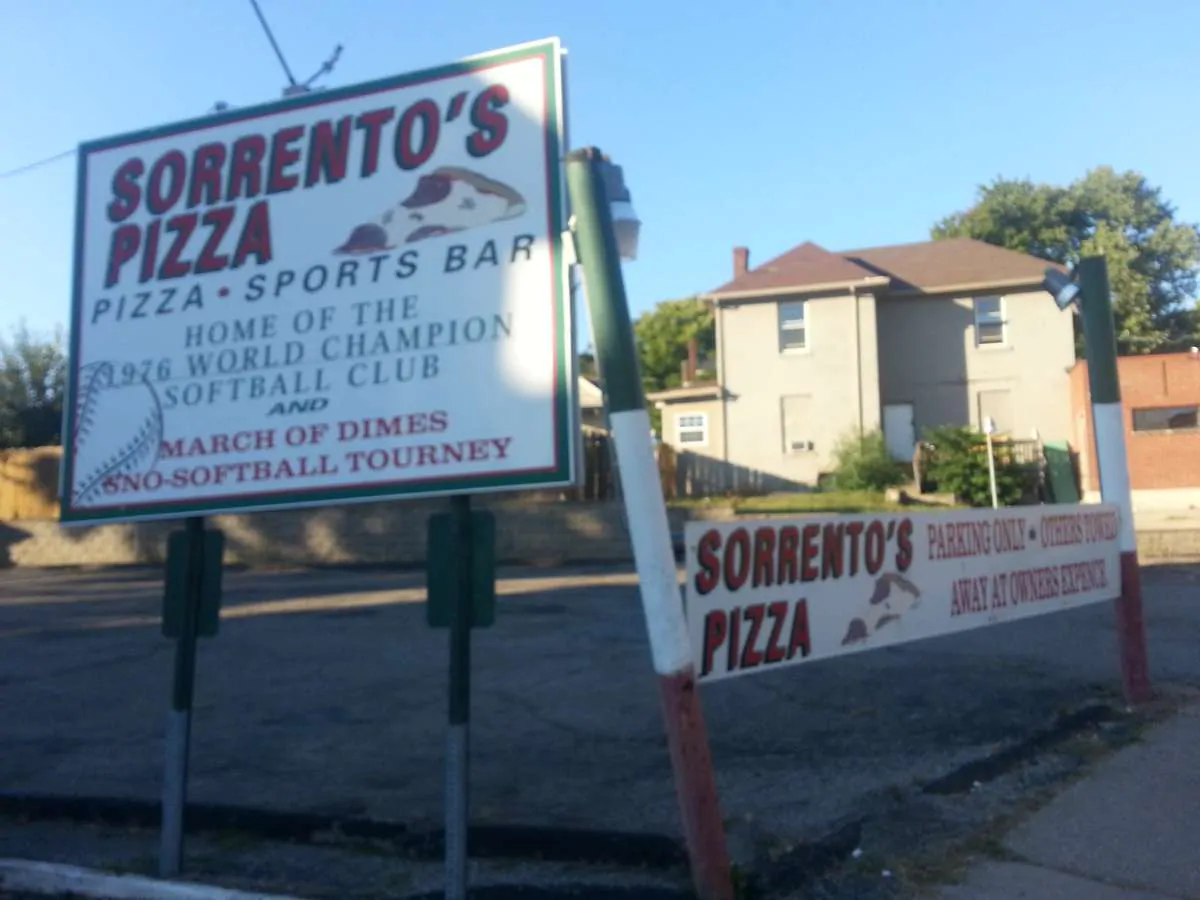 SORRENTO'S
PIZZA
PIZZA • SPORTS BAR
HOME OF THE
1976 WORLD CHAMPION
SOFTBALL CLUB
AND
MARCH OF DIMES
SNO-SOFTBALL TOURNEY
SORRENTO'S
PIZZA
PARKING ONLY • OTHERS TOWED
AWAY AT OWNERS EXPENCE.